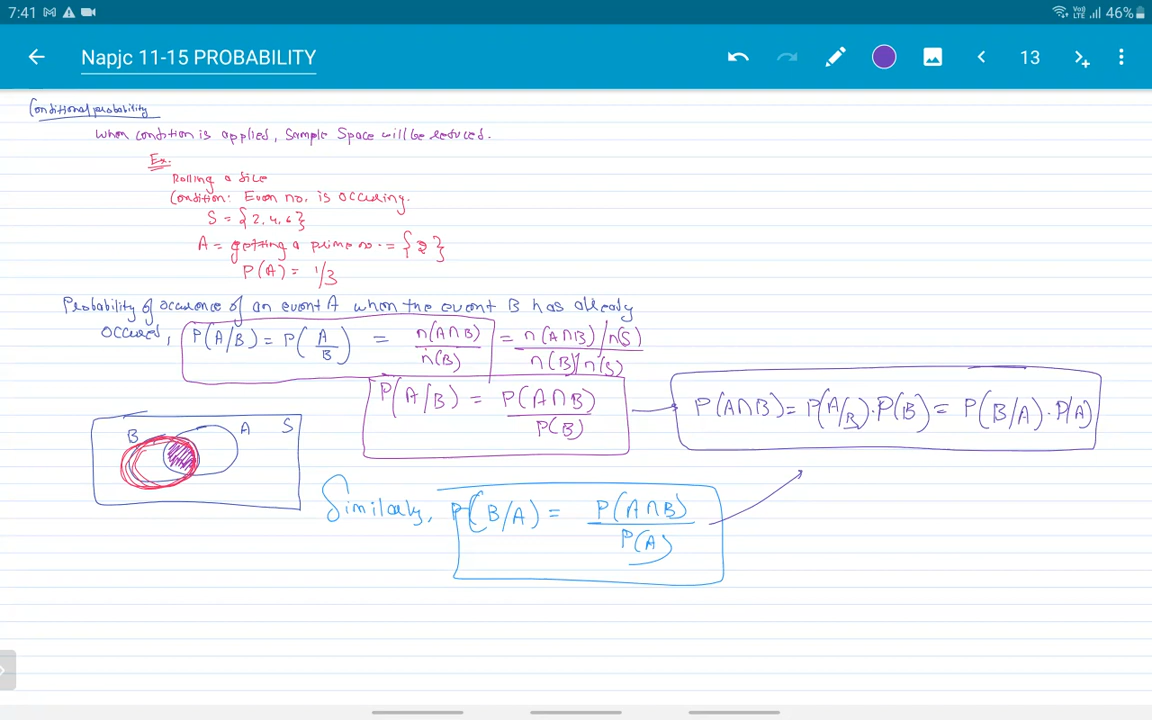 7:41 46%
Napjc 11-15 PROBABILITY 13
Conditional probability
When condition is applied, Sample Space will be reduced.
Ex.
Rolling a dice
Condition: Even no. is occuring.
S = {2, 4, 6}
A = getting a prime no. = {2}
P(A) = 1/3
Probability of occurence of an event A when the event B has already
occured, P(A/B) = P(A/B) = n(A∩B)/n(B) = n(A∩B)/n(S) / n(B)/n(S)
P(A/B) = P(A∩B)/P(B)
P(A∩B) = P(A/B)·P(B) = P(B/A)·P(A)
B A S
Similarly, P(B/A) = P(A∩B)/P(A)